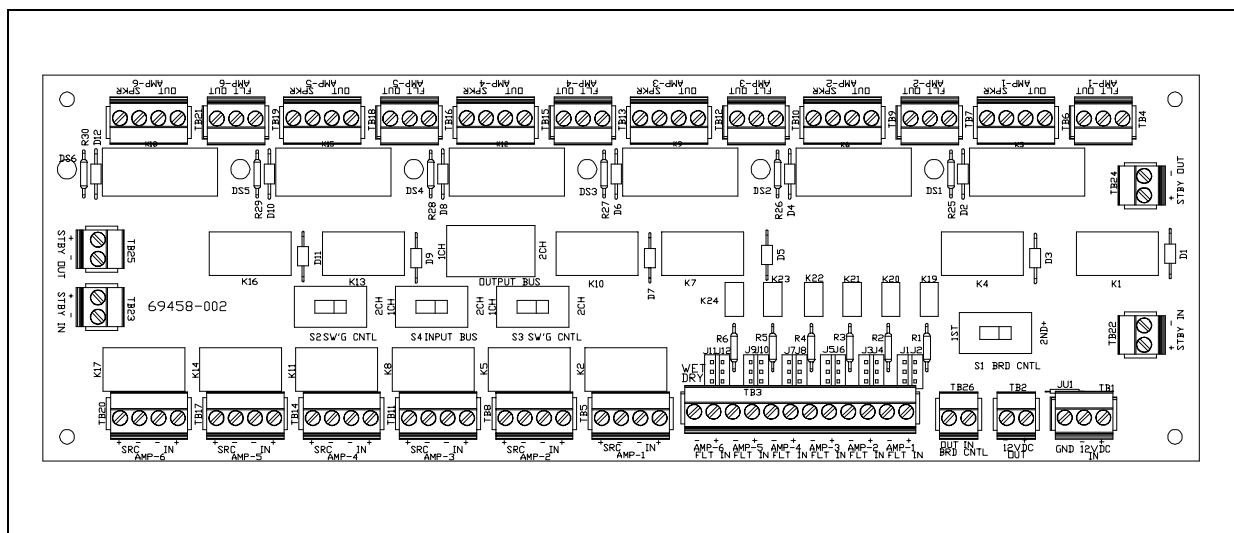 SPKR OUT AMP-6 FLT OUT AMP-6 SPKR OUT AMP-5 FLT OUT AMP-5 SPKR OUT AMP-4 FLT OUT AMP-4 SPKR OUT AMP-3 FLT OUT AMP-3 SPKR OUT AMP-2 FLT OUT AMP-2 SPKR OUT AMP-1 FLT OUT AMP-1
TB21 TB19 TB18 TB16 TB15 TB13 TB12 TB10 TB9 TB7 TB6 TB4
K18 K15 K12 K9 K6 K3
DS6 R30 D12 DS5 R29 D10 DS4 R28 D8 DS3 R27 D6 DS2 R26 D4 DS1 R25 D2
TB24 - + STBY OUT
STBY OUT + - TB25
K16 D11 K13 D9 1CH 2CH K10 D7 K7 D5 K4 D3 K1 D1
OUTPUT BUS
K24 K23 K22 K21 K20 K19
STBY IN + - TB23
69458-002
2CH 1CH 2CH 1CH 2CH
S2 SW'G CNTL S4 INPUT BUS S3 SW'G CNTL
R6 R5 R4 R3 R2 R1
1ST 2ND+
S1 BRD CNTL
TB22 - + STBY IN
J11 J12 J9 J10 J7 J8 J5 J6 J3 J4 J1 J2
WET
DRY
K17 K14 K11 K8 K5 K2
TB3 TB26 TB2 JU1 TB1
TB20 TB17 TB14 TB11 TB8 TB5
+ - - + + - - + + - - + + - - + + - - + + - - +
SRC IN SRC IN SRC IN SRC IN SRC IN SRC IN
AMP-6 AMP-5 AMP-4 AMP-3 AMP-2 AMP-1
- + - + - + - + - + - +
AMP-6 AMP-5 AMP-4 AMP-3 AMP-2 AMP-1
FLT IN FLT IN FLT IN FLT IN FLT IN FLT IN
OUT IN
BRD CNTL
- +
12VDC
OUT
- +
GND 12VDC
IN